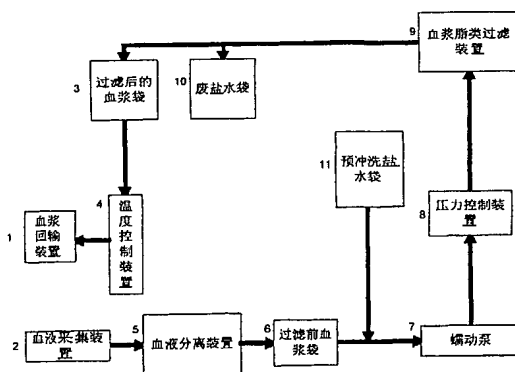 9
血浆脂类过滤
装置
3
过滤后的
血浆袋
10
废盐水袋
11
预冲洗盐
水袋
4
温
度
控
制
装
置
8
压力控制装
置
1
血浆
回输
装置
2
血液采集装
置
5
血液分离装置
6
过滤前血
浆袋
7
蠕动泵